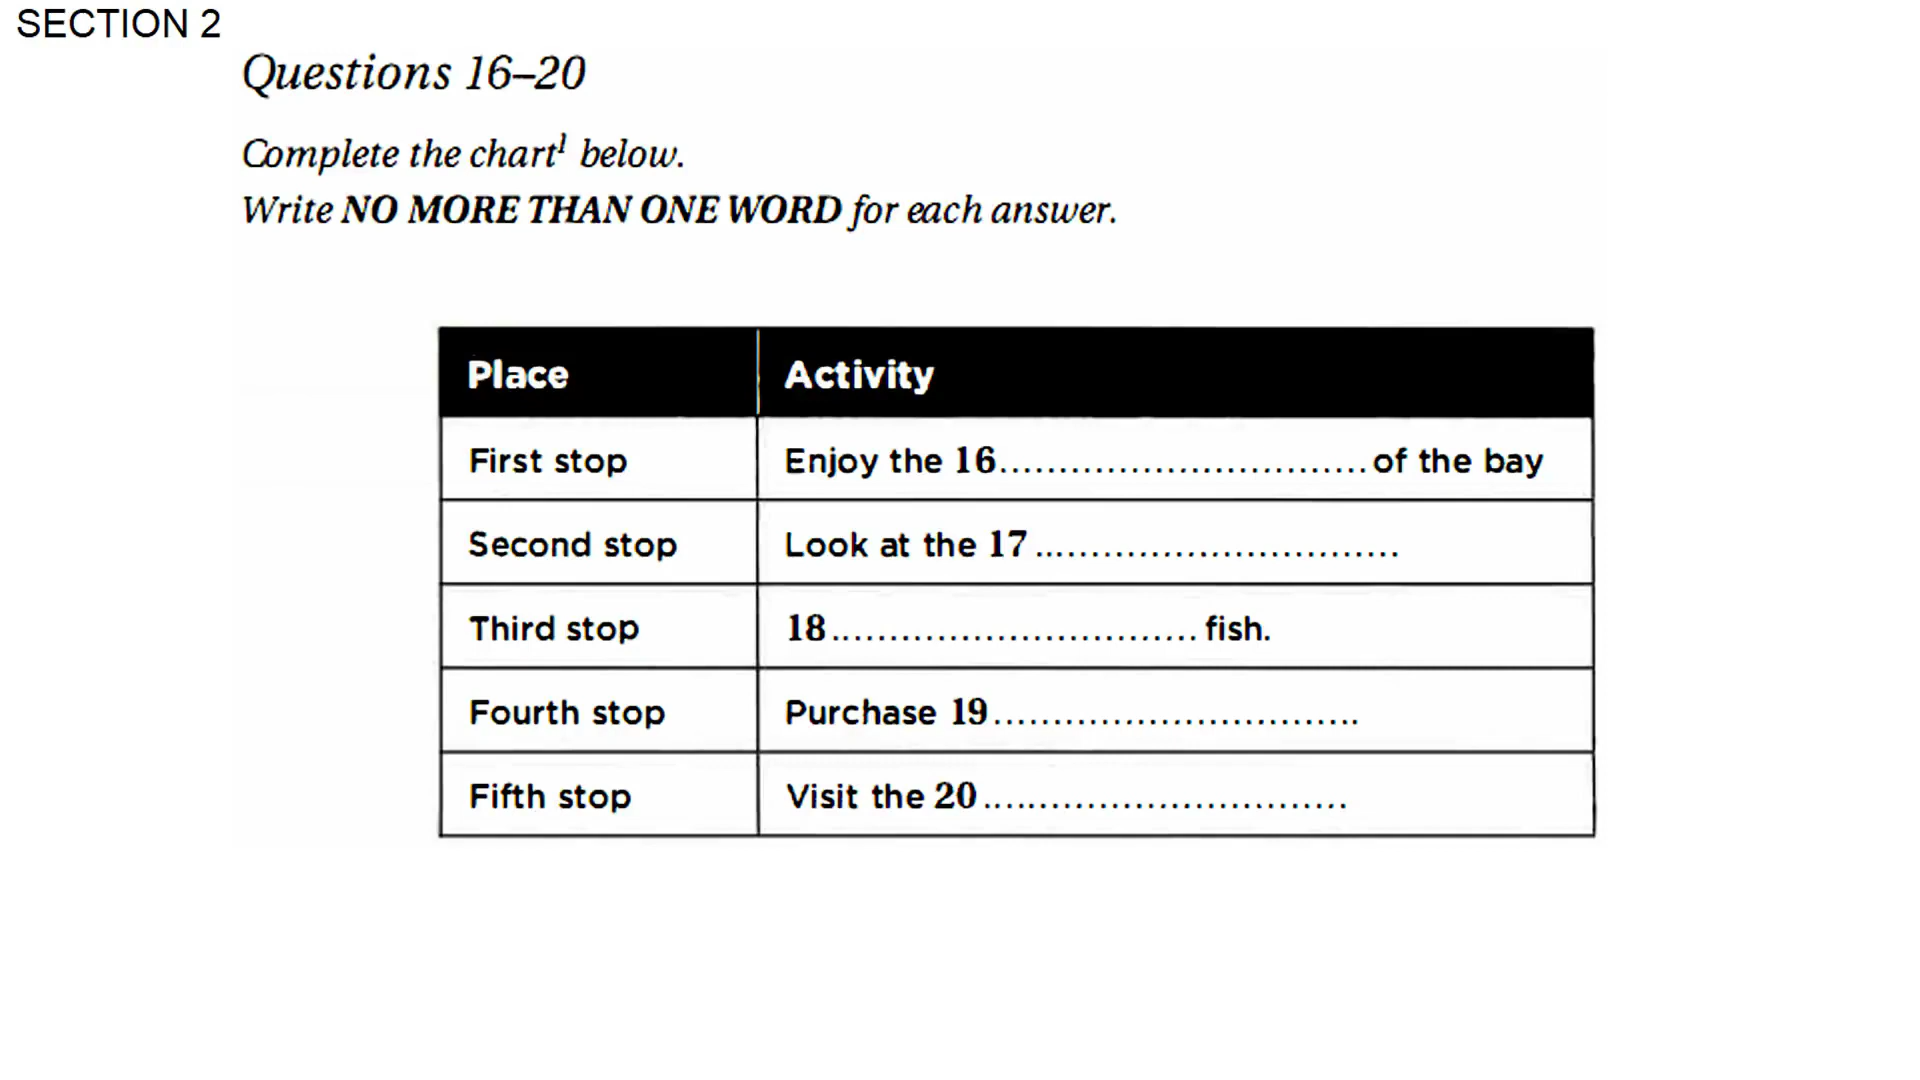 SECTION 2
Questions 16–20
Complete the chart¹ below.
Write NO MORE THAN ONE WORD for each answer.
Place Activity
First stop Enjoy the 16............................... of the bay
Second stop Look at the 17...............................
Third stop 18............................... fish.
Fourth stop Purchase 19...............................
Fifth stop Visit the 20...............................